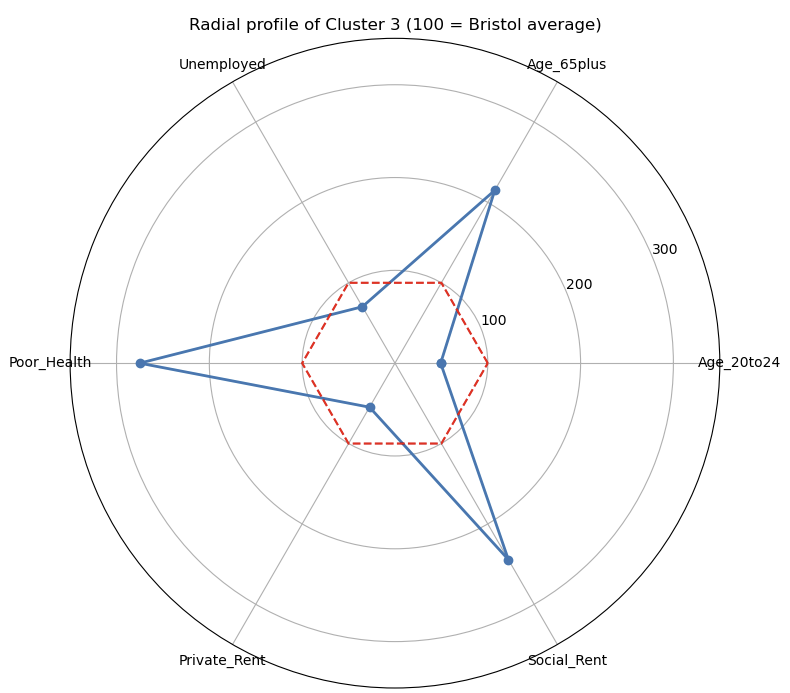 Radial profile of Cluster 3 (100 = Bristol average)
Unemployed
Age_65plus
300
200
100
Poor_Health
Age_20to24
Private_Rent
Social_Rent